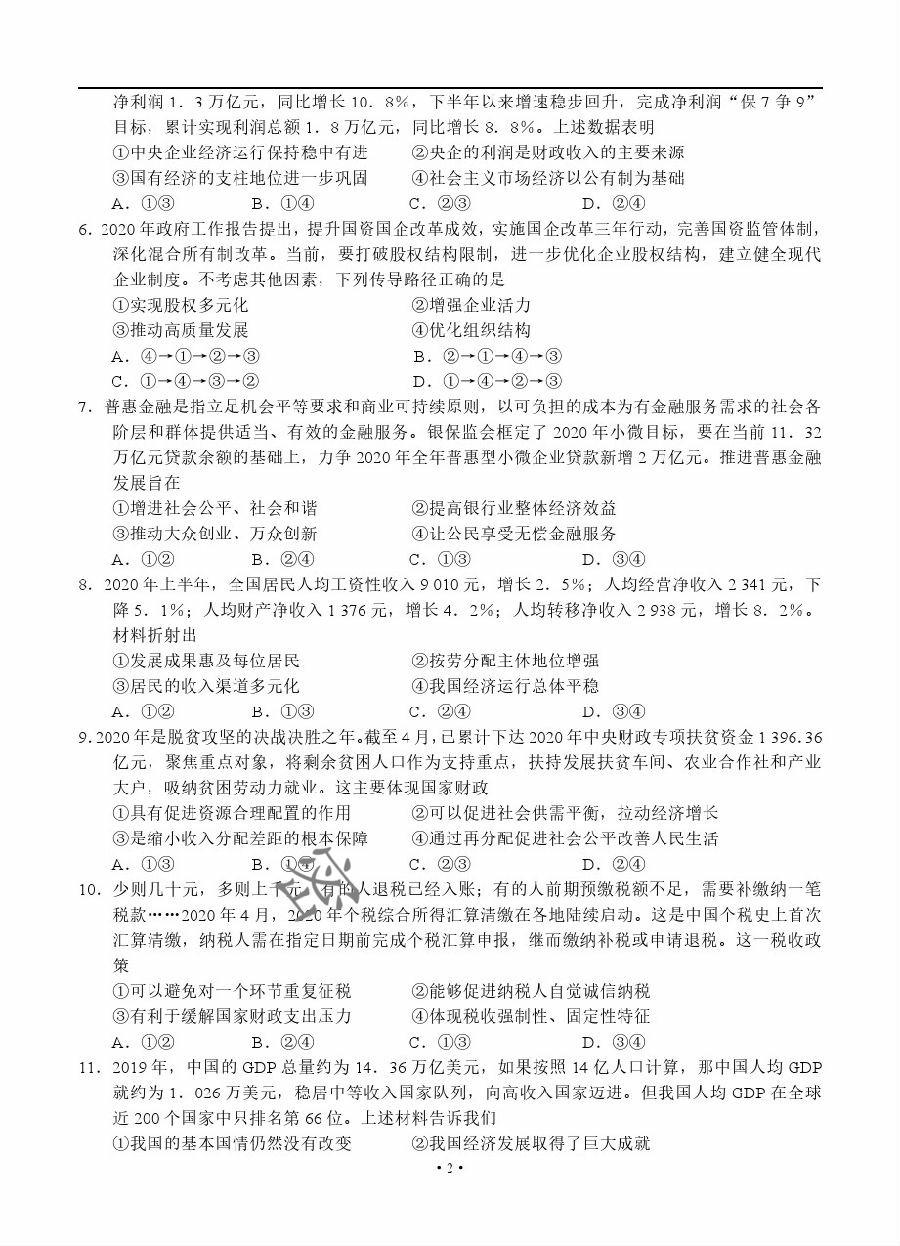 净利润 1．3 万亿元，同比增长 10．8%，下半年以来增速稳步回升，完成净利润“保 7 争 9”
目标，累计实现利润总额 1．8 万亿元，同比增长 8．8%。上述数据表明
①中央企业经济运行保持稳中有进 ②央企的利润是财政收入的主要来源
③国有经济的支柱地位进一步巩固 ④社会主义市场经济以公有制为基础
A．①③ B．①④ C．②③ D．②④
6．2020 年政府工作报告提出，提升国资国企改革成效，实施国企改革三年行动，完善国资监管体制，
深化混合所有制改革。当前，要打破股权结构限制，进一步优化企业股权结构，建立健全现代
企业制度。不考虑其他因素，下列传导路径正确的是
①实现股权多元化 ②增强企业活力
③推动高质量发展 ④优化组织结构
A．④→①→②→③ B．②→①→④→③
C．①→④→③→② D．①→④→②→③
7．普惠金融是指立足机会平等要求和商业可持续原则，以可负担的成本为有金融服务需求的社会各
阶层和群体提供适当、有效的金融服务。银保监会框定了 2020 年小微目标，要在当前 11．32
万亿元贷款余额的基础上，力争 2020 年全年普惠型小微企业贷款新增 2 万亿元。推进普惠金融
发展旨在
①增进社会公平、社会和谐 ②提高银行业整体经济效益
③推动大众创业、万众创新 ④让公民享受无偿金融服务
A．①② B．②④ C．①③ D．③④
8．2020 年上半年，全国居民人均工资性收入 9 010 元，增长 2．5%；人均经营净收入 2 341 元，下
降 5．1%；人均财产净收入 1 376 元，增长 4．2%；人均转移净收入 2 938 元，增长 8．2%。
材料折射出
①发展成果惠及每位居民 ②按劳分配主体地位增强
③居民的收入渠道多元化 ④我国经济运行总体平稳
A．①② B．①③ C．②④ D．③④
9．2020 年是脱贫攻坚的决战决胜之年。截至 4 月，已累计下达 2020 年中央财政专项扶贫资金 1 396.36
亿元，聚焦重点对象，将剩余贫困人口作为支持重点，扶持发展扶贫车间、农业合作社和产业
大户，吸纳贫困劳动力就业。这主要体现国家财政
①具有促进资源合理配置的作用 ②可以促进社会供需平衡，拉动经济增长
③是缩小收入分配差距的根本保障 ④通过再分配促进社会公平改善人民生活
A．①③ B．①④ C．②③ D．②④
10．少则几十元，多则上千元，有的人退税已经入账；有的人前期预缴税额不足，需要补缴纳一笔
税款……2020 年 4 月，2020 年个税综合所得汇算清缴在各地陆续启动。这是中国个税史上首次
汇算清缴，纳税人需在指定日期前完成个税汇算申报，继而缴纳补税或申请退税。这一税收政
策
①可以避免对一个环节重复征税 ②能够促进纳税人自觉诚信纳税
③有利于缓解国家财政支出压力 ④体现税收强制性、固定性特征
A．①② B．②④ C．①③ D．③④
11．2019 年，中国的 GDP 总量约为 14．36 万亿美元，如果按照 14 亿人口计算，那中国人均 GDP
就约为 1．026 万美元，稳居中等收入国家队列，向高收入国家迈进。但我国人均 GDP 在全球
近 200 个国家中只排名第 66 位。上述材料告诉我们
①我国的基本国情仍然没有改变 ②我国经济发展取得了巨大成就
·2·